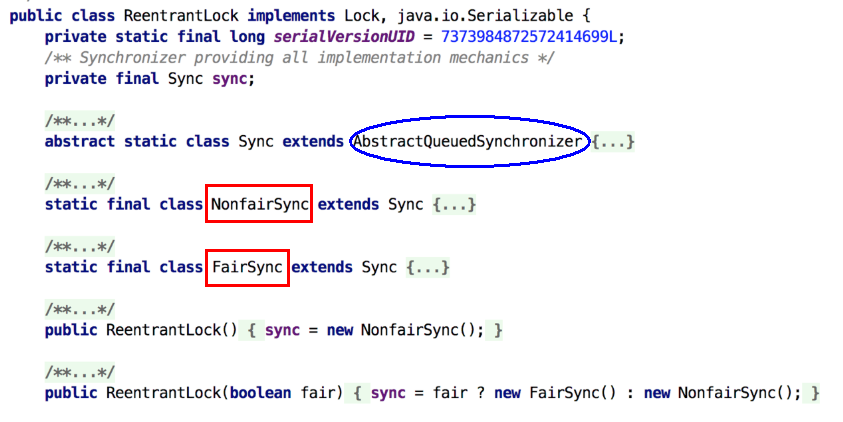 public class ReentrantLock implements Lock, java.io.Serializable {
private static final long serialVersionUID = 7373984872572414699L;
/** Synchronizer providing all implementation mechanics */
private final Sync sync;
/**...*/
abstract static class Sync extends AbstractQueuedSynchronizer {...}
/**...*/
static final class NonfairSync extends Sync {...}
/**...*/
static final class FairSync extends Sync {...}
/**...*/
public ReentrantLock() { sync = new NonfairSync(); }
/**...*/
public ReentrantLock(boolean fair) { sync = fair ? new FairSync() : new NonfairSync(); }